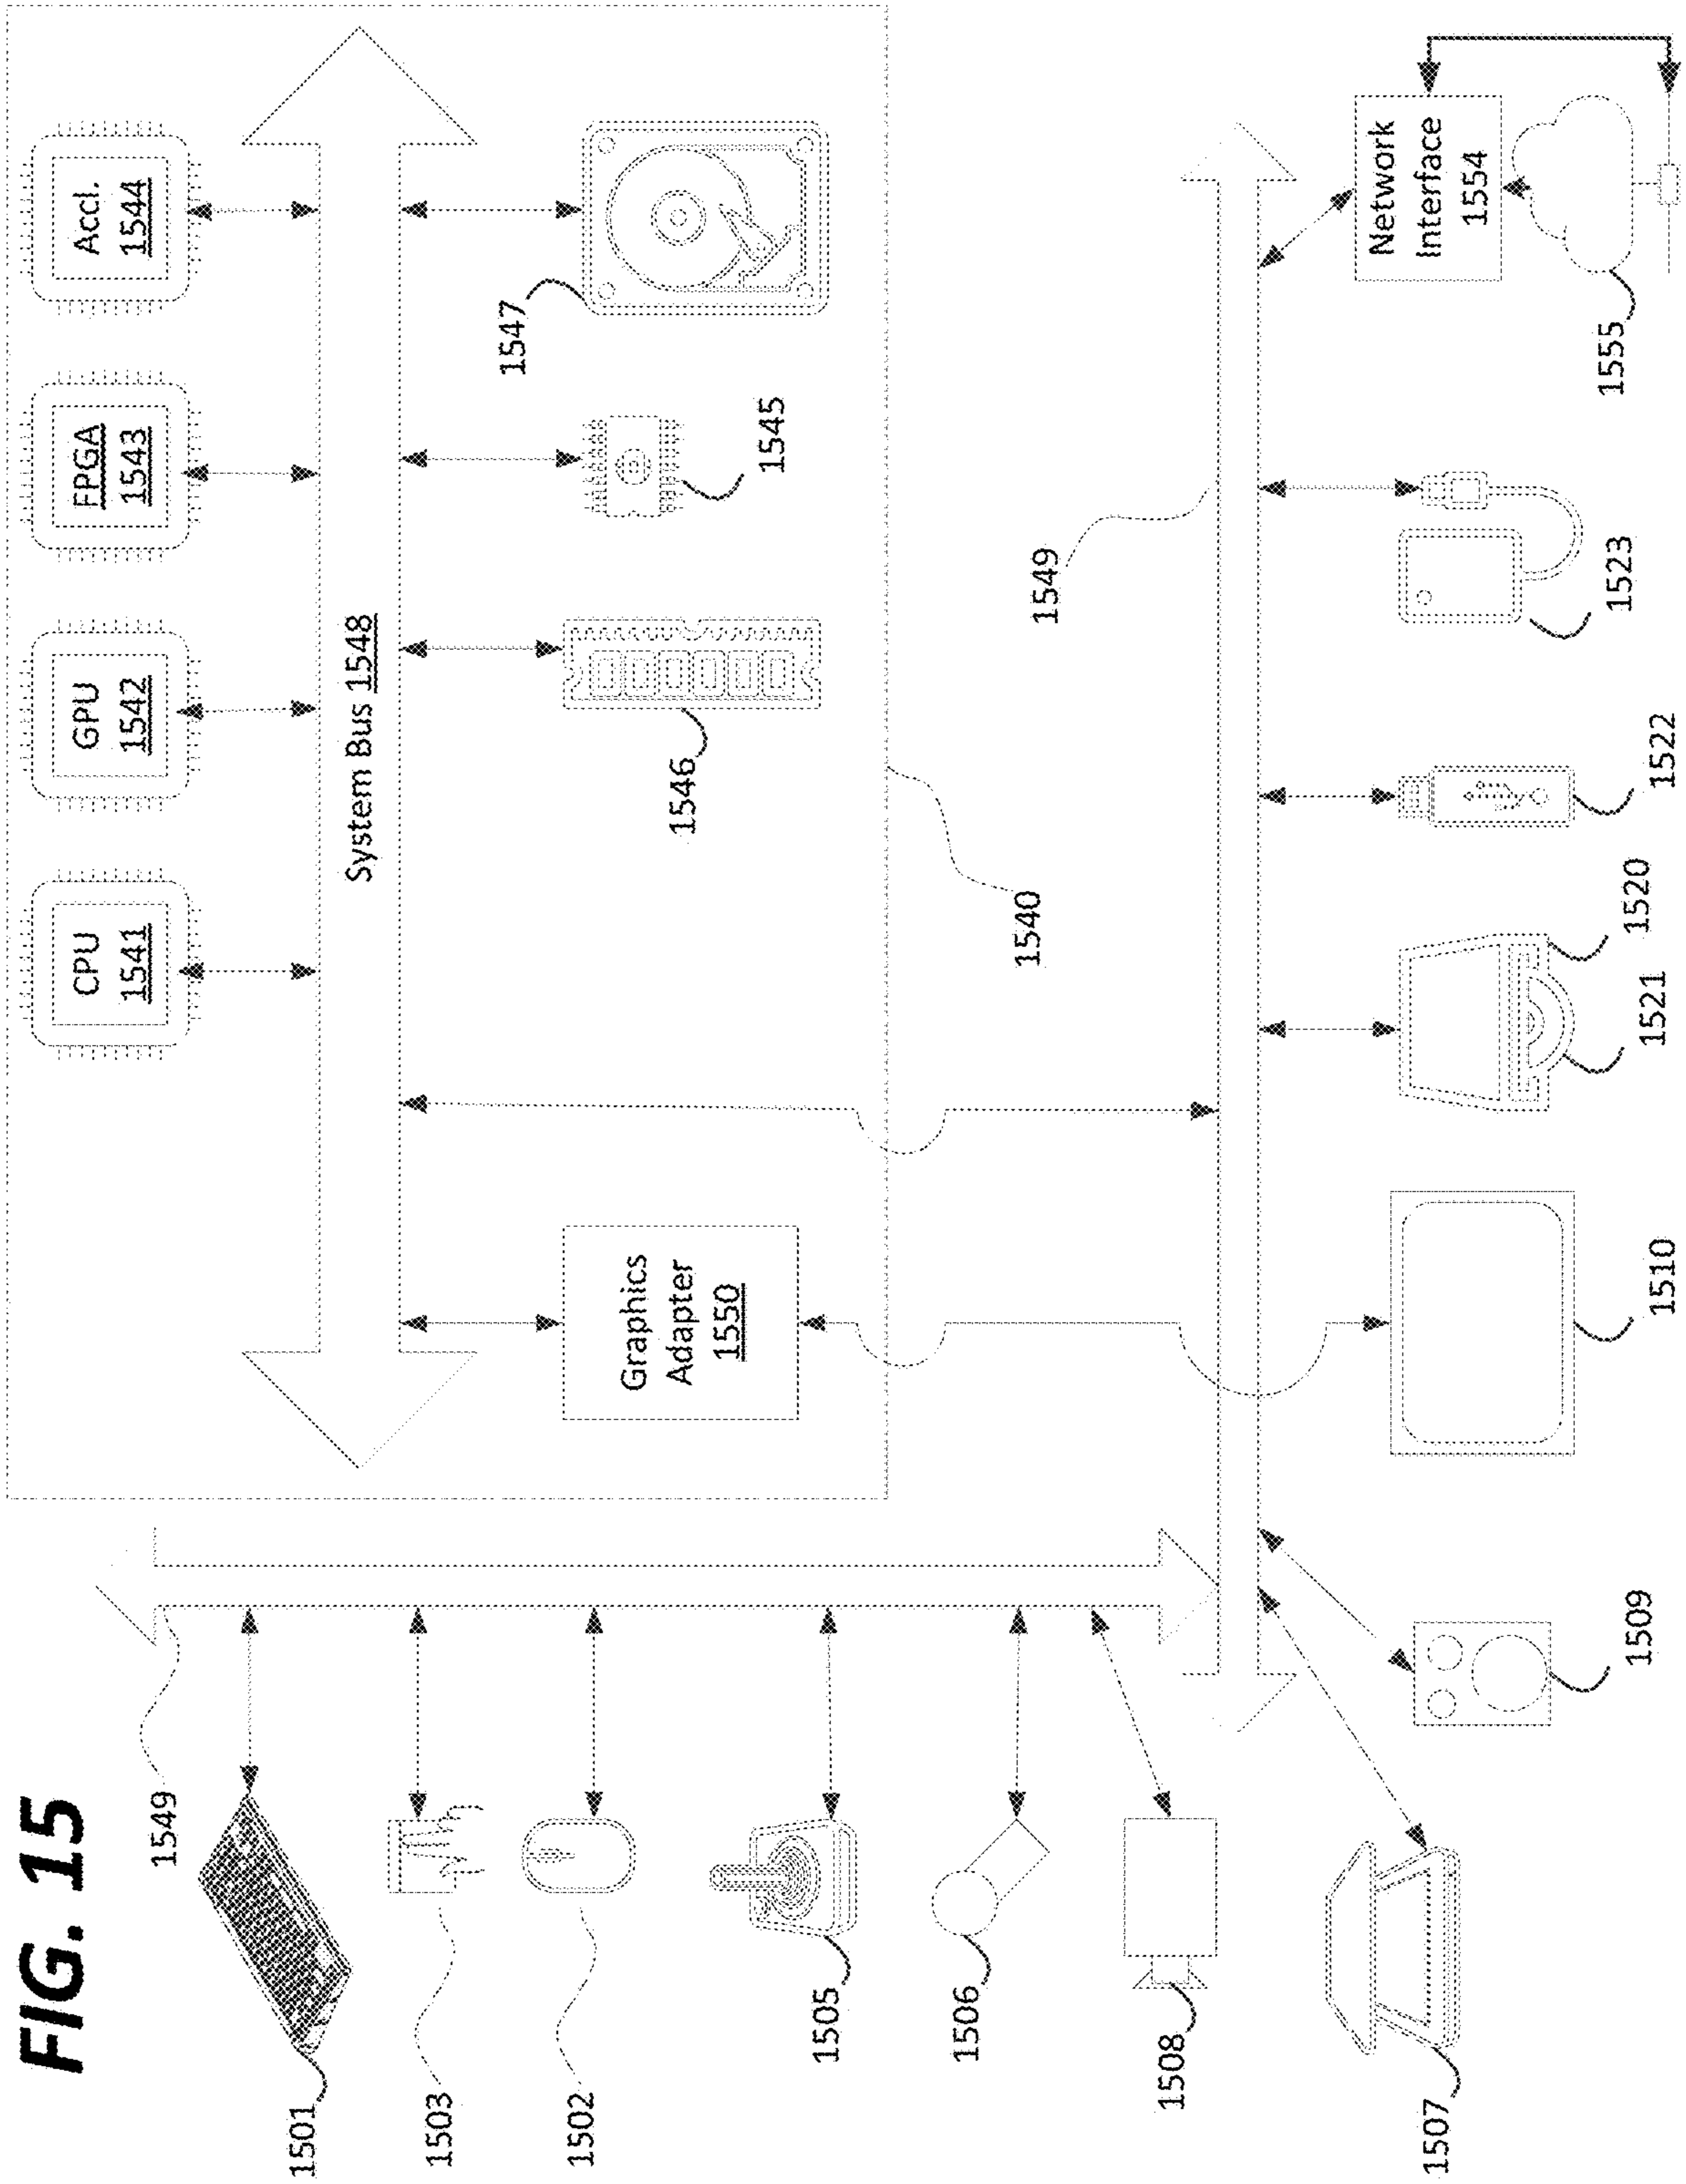 FIG. 15
1549
1501
1503
1502
1505
1506
1508
1507
CPU
1541
GPU
1542
FPGA
1543
Accl.
1544
System Bus 1548
Graphics
Adapter
1550
1546
1545
1547
1540
1549
1509
1510
1521
1520
1522
1523
Network
Interface
1554
1555